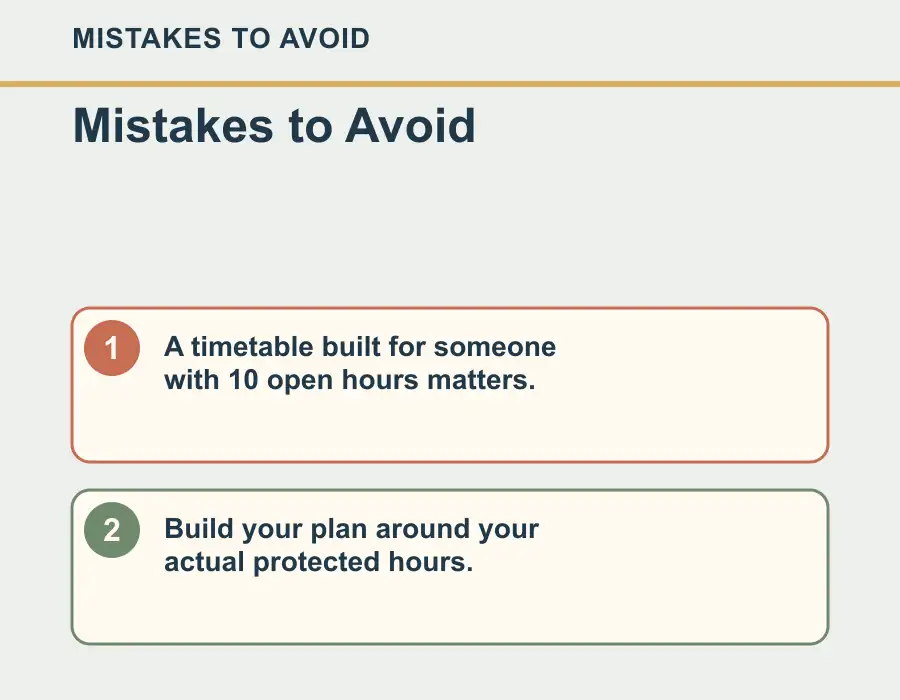 MISTAKES TO AVOID
Mistakes to Avoid
1
A timetable built for someone
with 10 open hours matters.
2
Build your plan around your
actual protected hours.